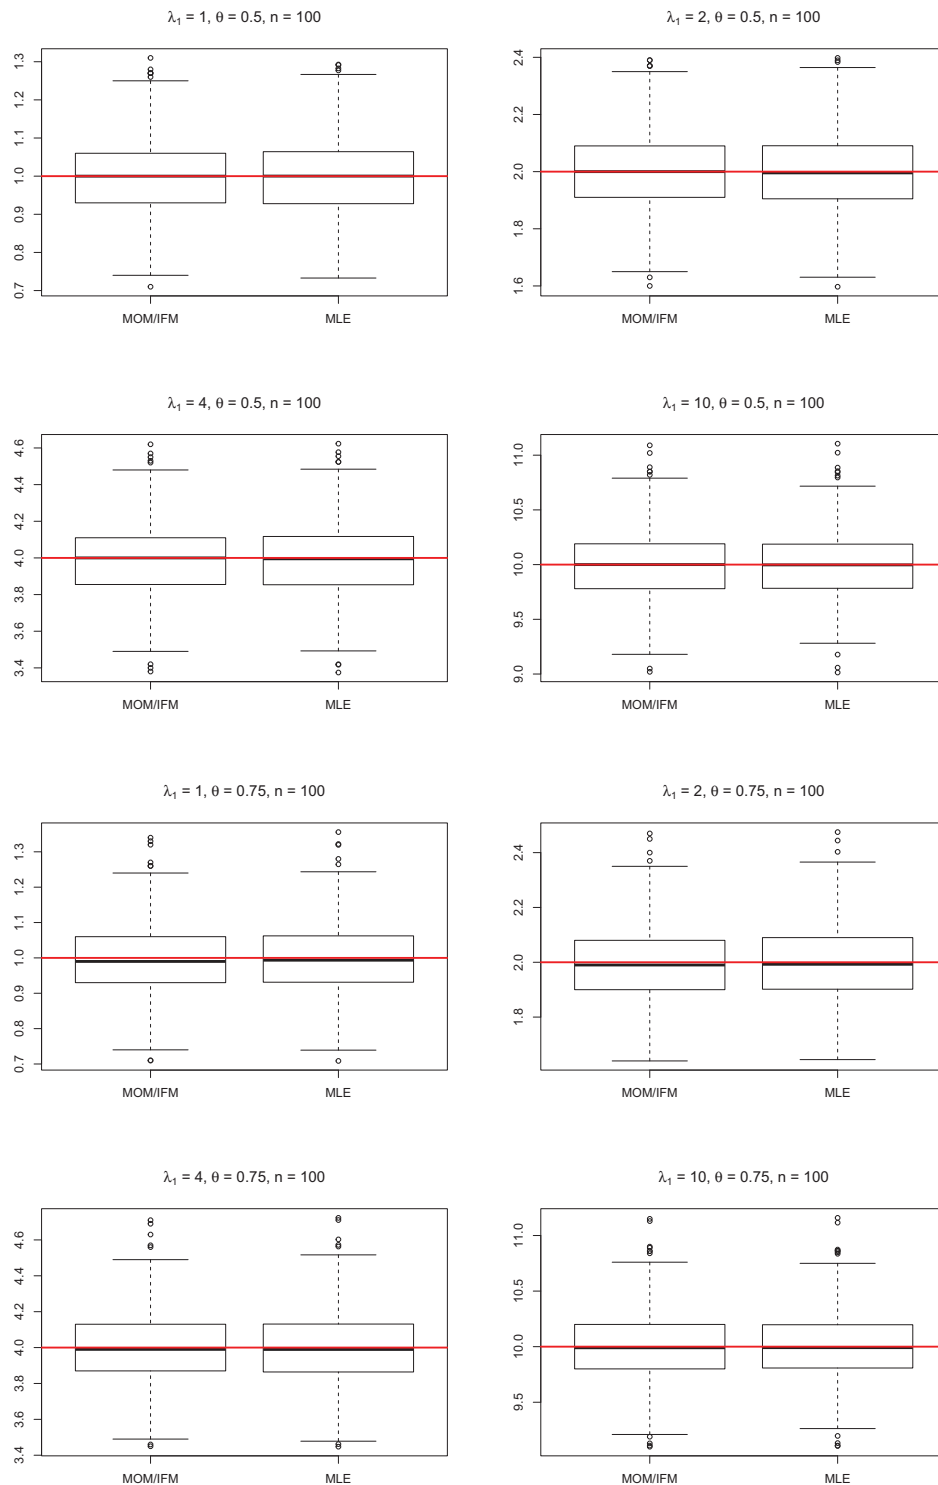 λ1 = 1, θ = 0.5, n = 100
0.7 0.8 0.9 1.0 1.1 1.2 1.3
MOM/IFM MLE
λ1 = 2, θ = 0.5, n = 100
1.6 1.8 2.0 2.2 2.4
MOM/IFM MLE
λ1 = 4, θ = 0.5, n = 100
3.4 3.6 3.8 4.0 4.2 4.4 4.6
MOM/IFM MLE
λ1 = 10, θ = 0.5, n = 100
9.0 9.5 10.0 10.5 11.0
MOM/IFM MLE
λ1 = 1, θ = 0.75, n = 100
0.7 0.8 0.9 1.0 1.1 1.2 1.3
MOM/IFM MLE
λ1 = 2, θ = 0.75, n = 100
1.8 2.0 2.2 2.4
MOM/IFM MLE
λ1 = 4, θ = 0.75, n = 100
3.4 3.6 3.8 4.0 4.2 4.4 4.6
MOM/IFM MLE
λ1 = 10, θ = 0.75, n = 100
9.5 10.0 10.5 11.0
MOM/IFM MLE